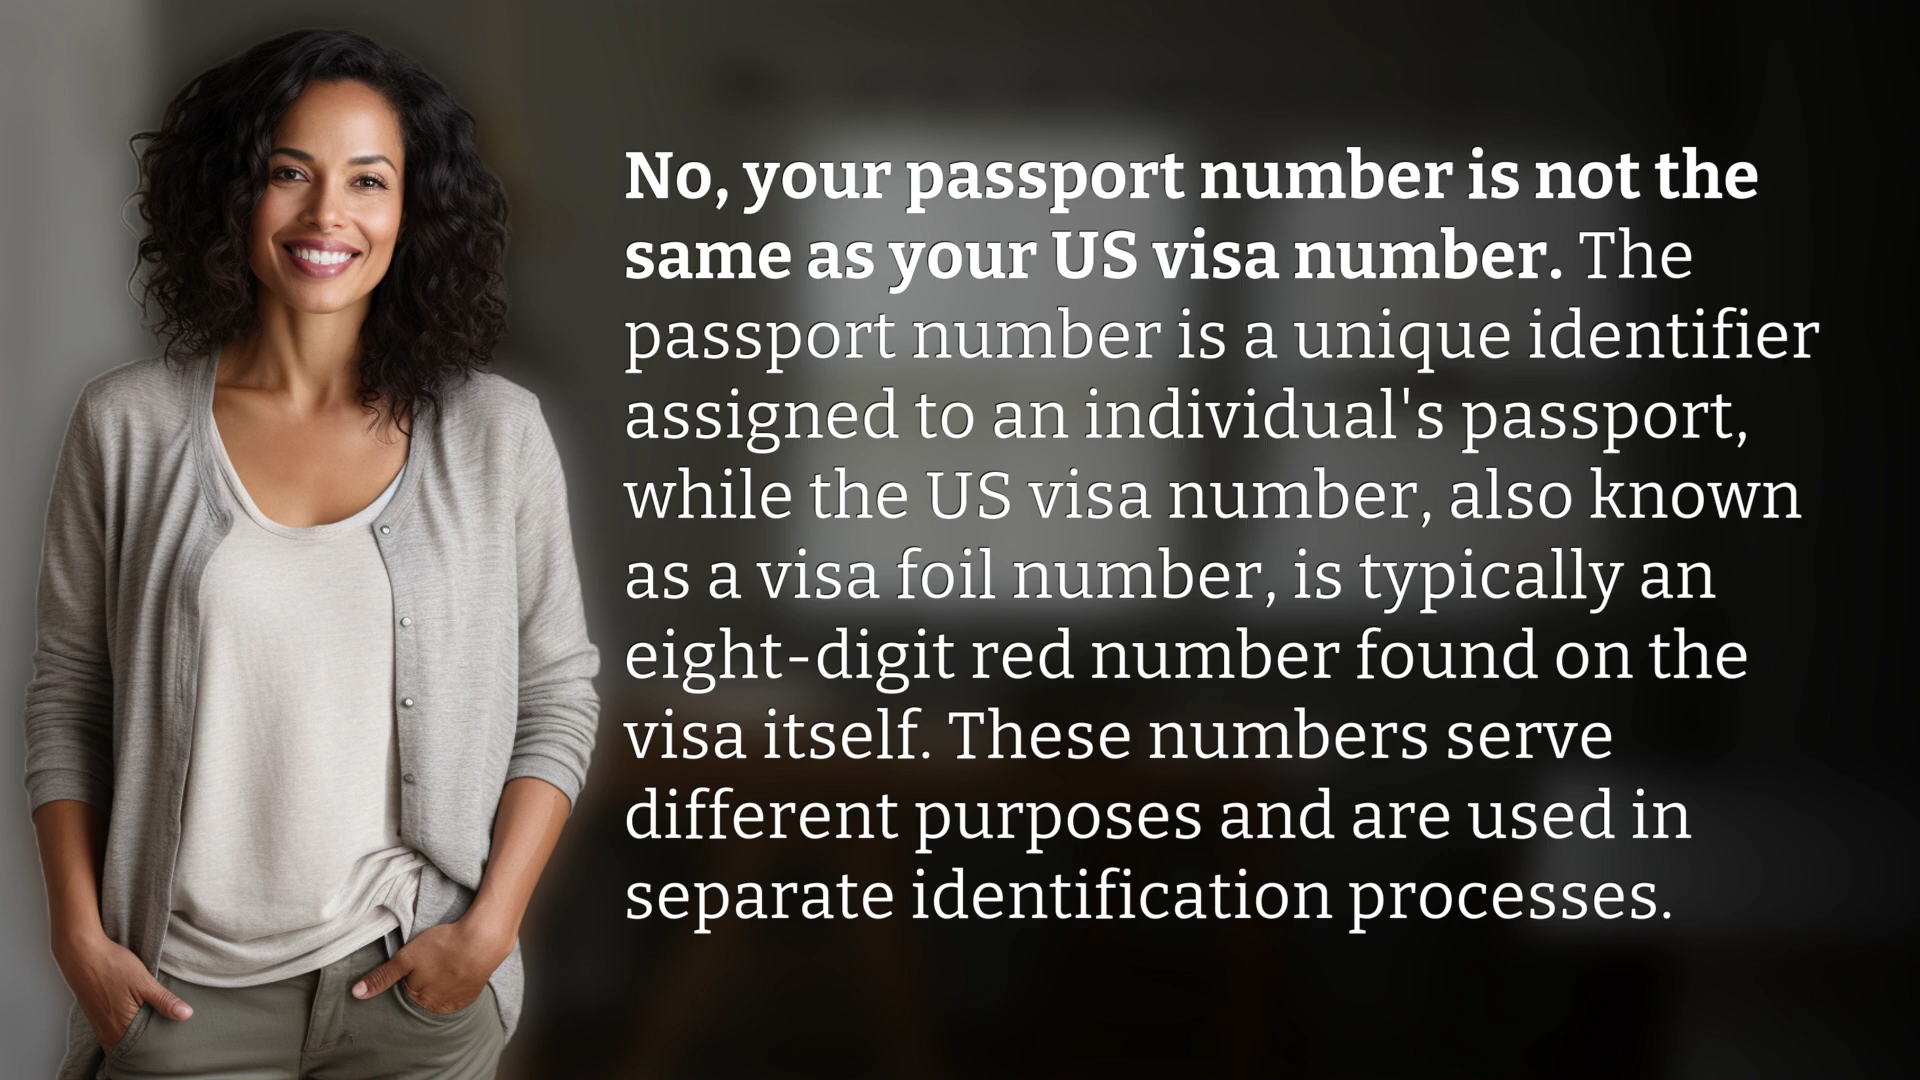 No, your passport number is not the
same as your US visa number. The
passport number is a unique identifier
assigned to an individual's passport,
while the US visa number, also known
as a visa foil number, is typically an
eight-digit red number found on the
visa itself. These numbers serve
different purposes and are used in
separate identification processes.